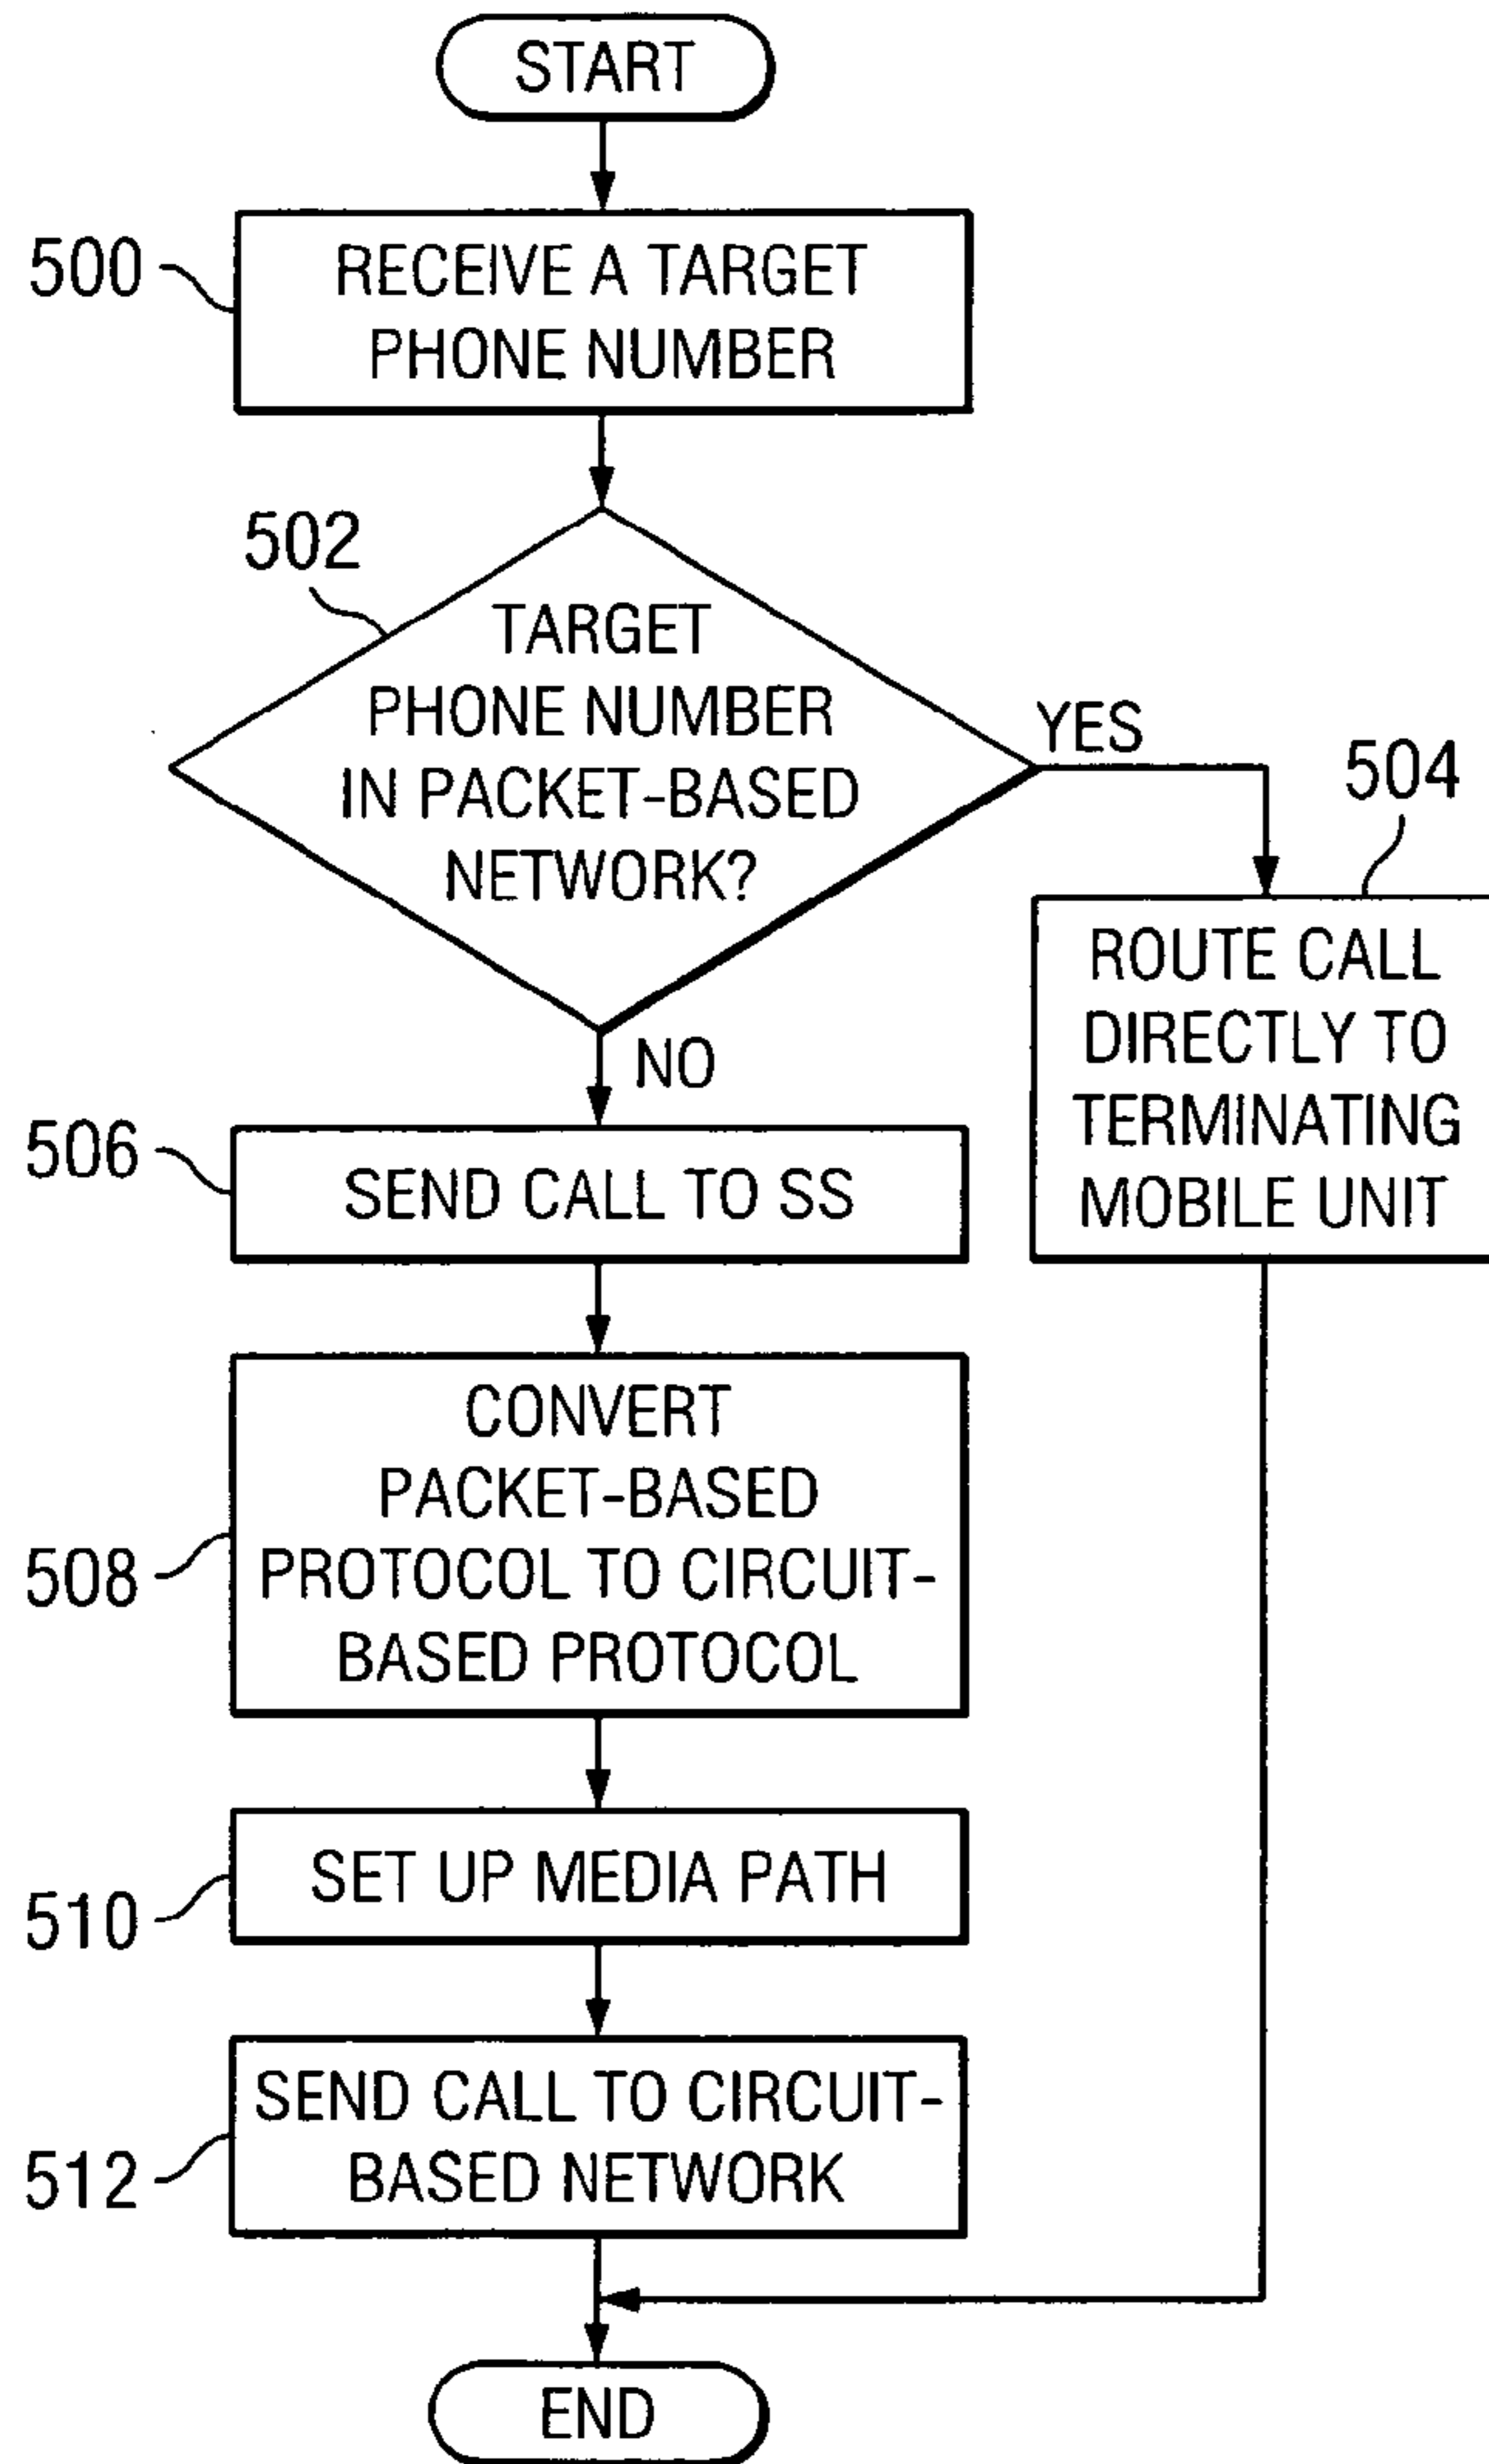 START
500
RECEIVE A TARGET
PHONE NUMBER
502
TARGET
PHONE NUMBER
IN PACKET-BASED
NETWORK?
YES
504
ROUTE CALL
DIRECTLY TO
TERMINATING
MOBILE UNIT
NO
506
SEND CALL TO SS
508
CONVERT
PACKET-BASED
PROTOCOL TO CIRCUIT-
BASED PROTOCOL
510
SET UP MEDIA PATH
512
SEND CALL TO CIRCUIT-
BASED NETWORK
END